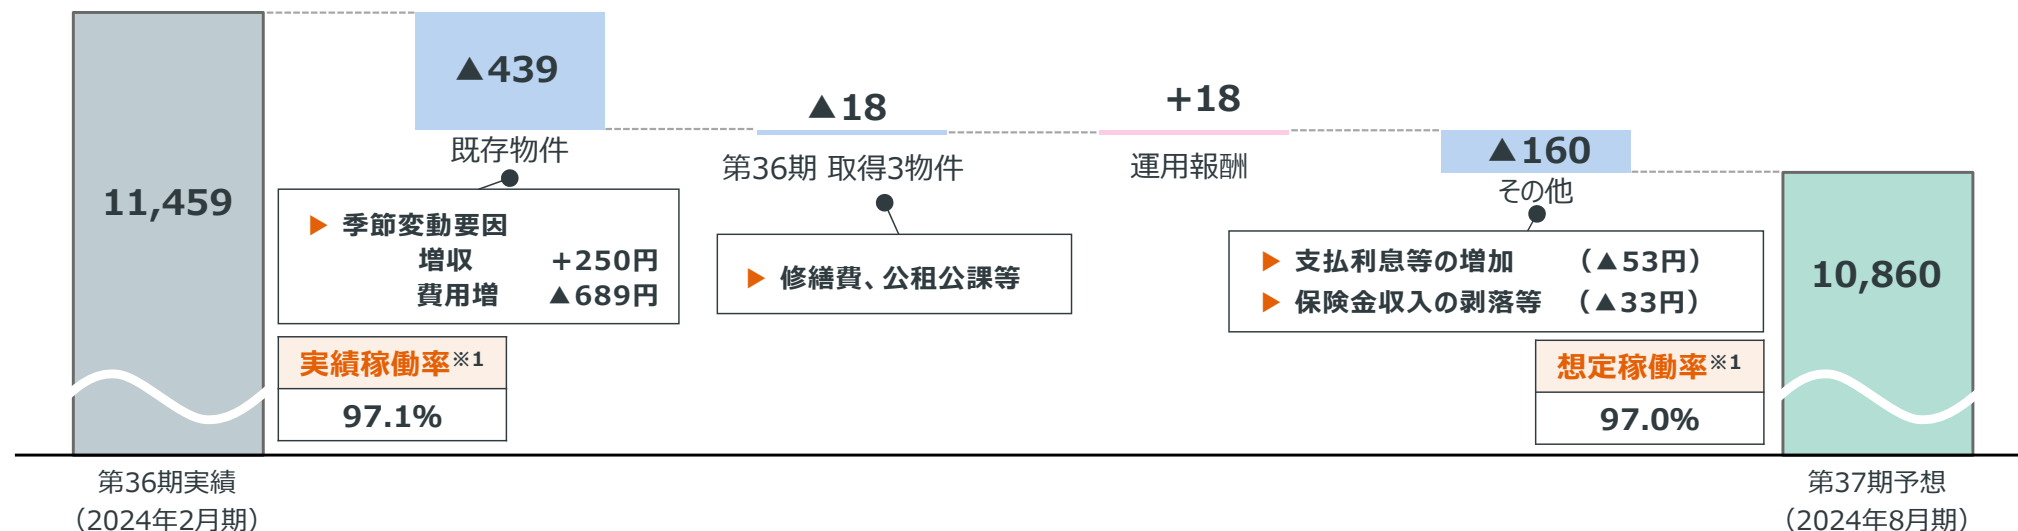 11,459
▲439
既存物件
▶ 季節変動要因
増収 +250円
費用増 ▲689円
実績稼働率※1
97.1%
▲18
第36期 取得3物件
▶ 修繕費、公租公課等
+18
運用報酬
▲160
その他
▶ 支払利息等の増加 （▲53円）
▶ 保険金収入の剥落等 （▲33円）
想定稼働率※1
97.0%
10,860
第36期実績
（2024年2月期）
第37期予想
（2024年8月期）